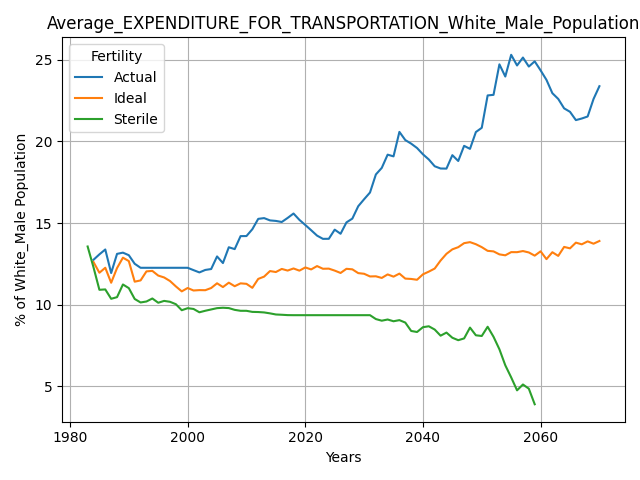 Average_EXPENDITURE_FOR_TRANSPORTATION_White_Male_Population
Fertility
Actual
Ideal
Sterile
% of White_Male Population
25
20
15
10
5
1980 2000 2020 2040 2060
Years